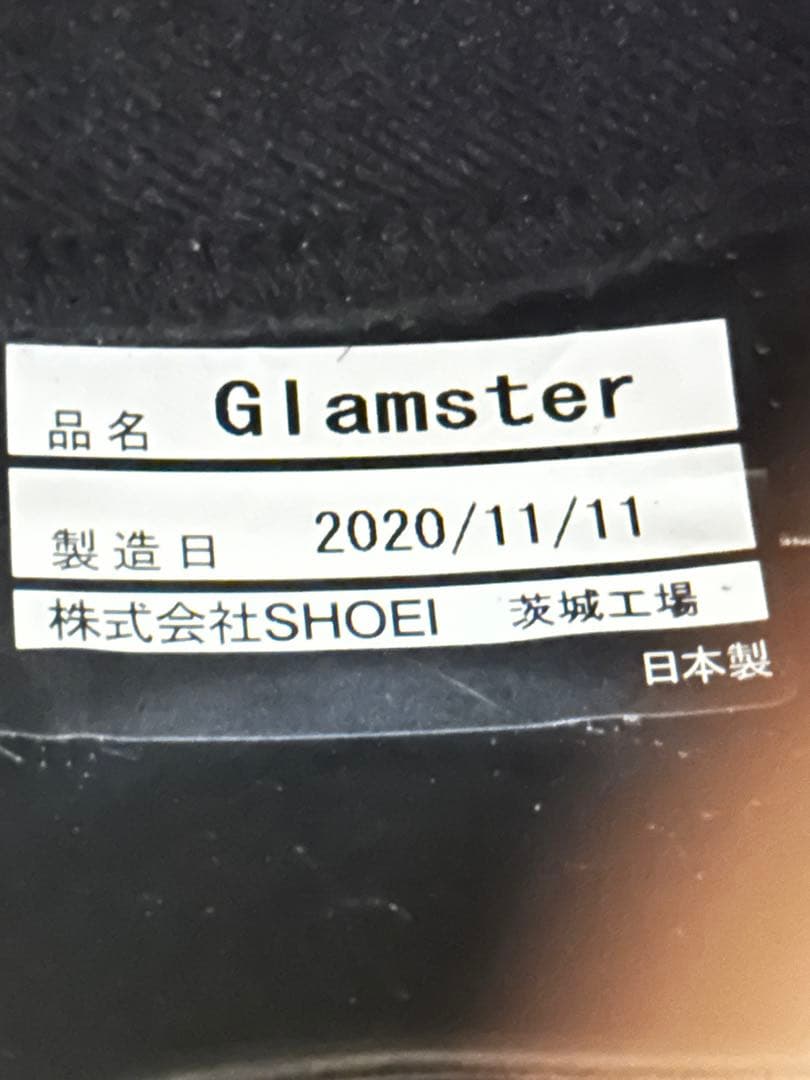 品名 Glamster
製造日 2020/11/11
株式会社SHOEI 茨城工場
日本製